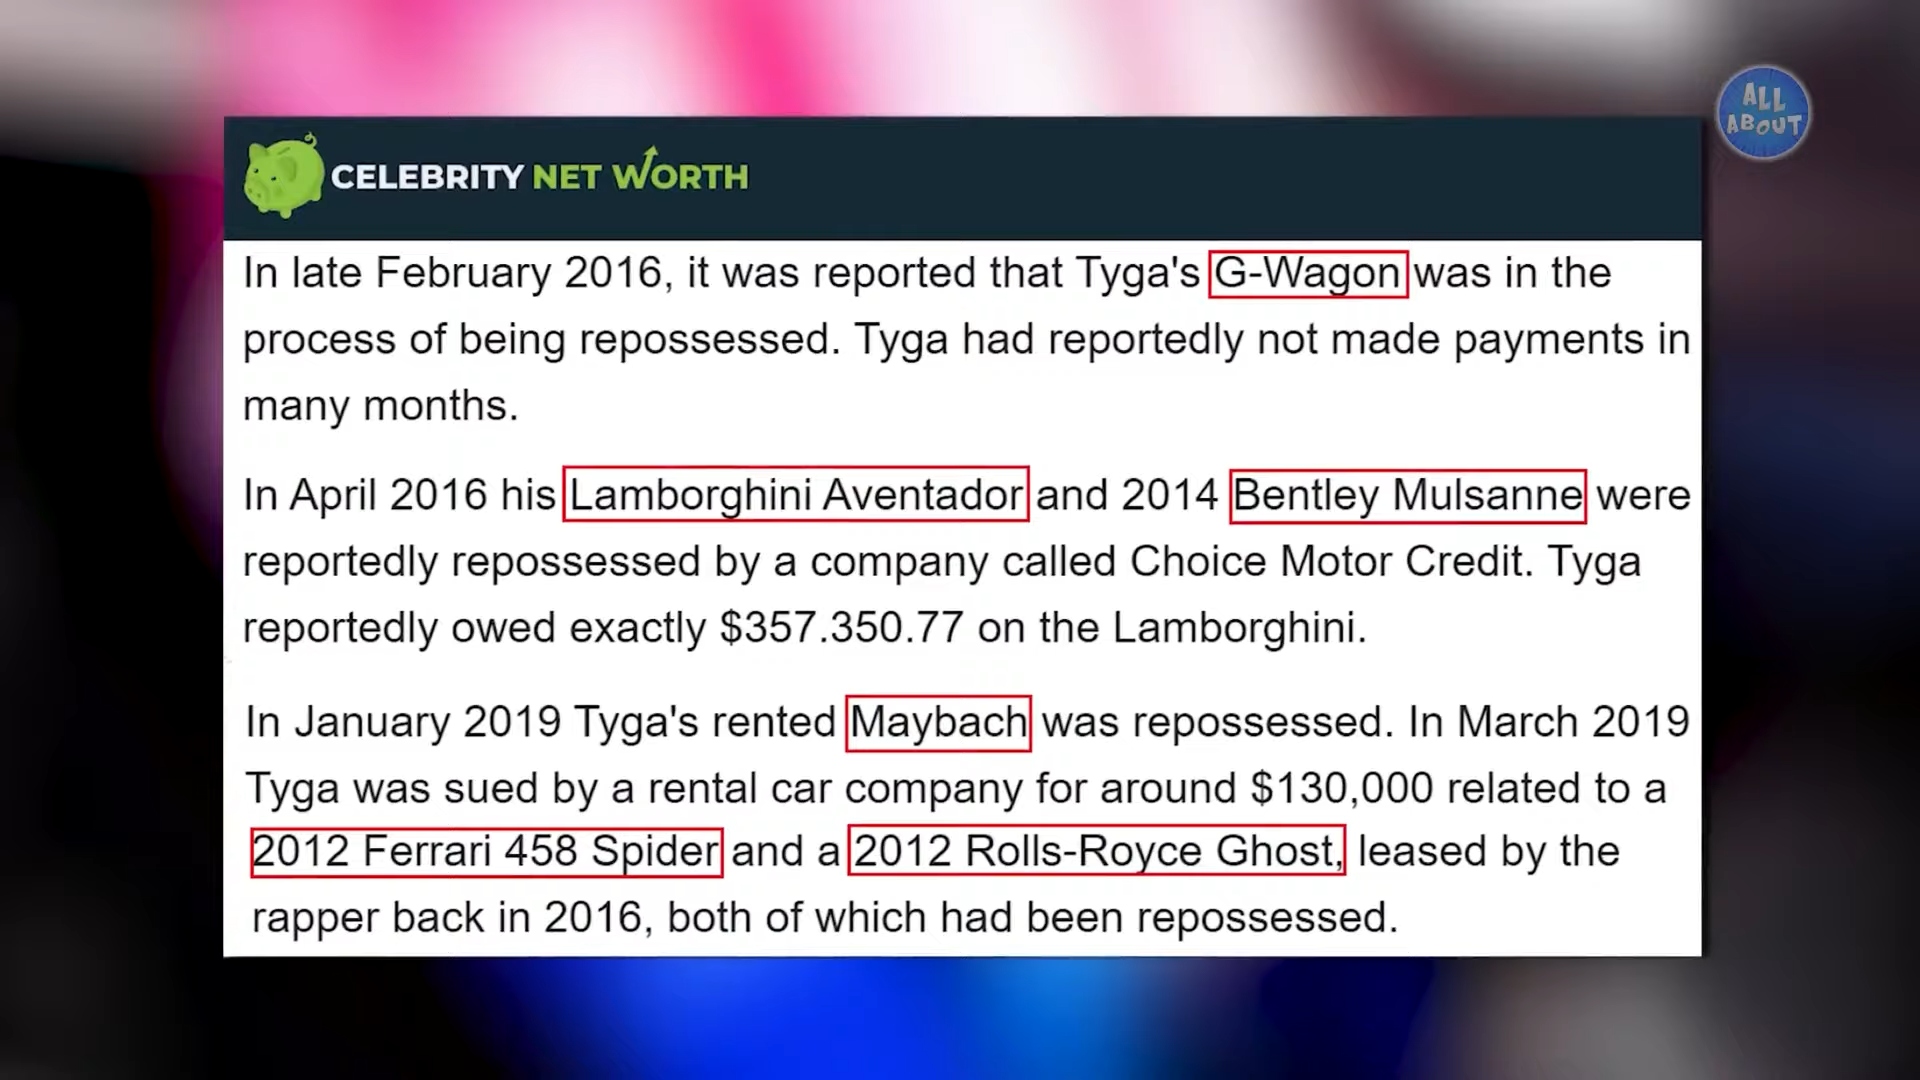 ALL
ABOUT
CELEBRITY NET WORTH
In late February 2016, it was reported that Tyga's G-Wagon was in the
process of being repossessed. Tyga had reportedly not made payments in
many months.
In April 2016 his Lamborghini Aventador and 2014 Bentley Mulsanne were
reportedly repossessed by a company called Choice Motor Credit. Tyga
reportedly owed exactly $357.350.77 on the Lamborghini.
In January 2019 Tyga's rented Maybach was repossessed. In March 2019
Tyga was sued by a rental car company for around $130,000 related to a
2012 Ferrari 458 Spider and a 2012 Rolls-Royce Ghost, leased by the
rapper back in 2016, both of which had been repossessed.